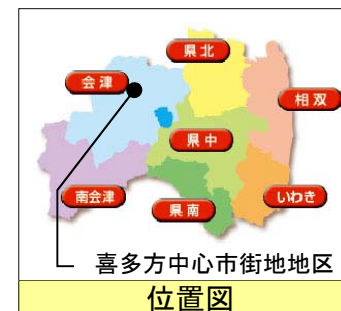 県北
会津
相双
県中
南会津
県南
いわき
喜多方中心市街地地区
位置図